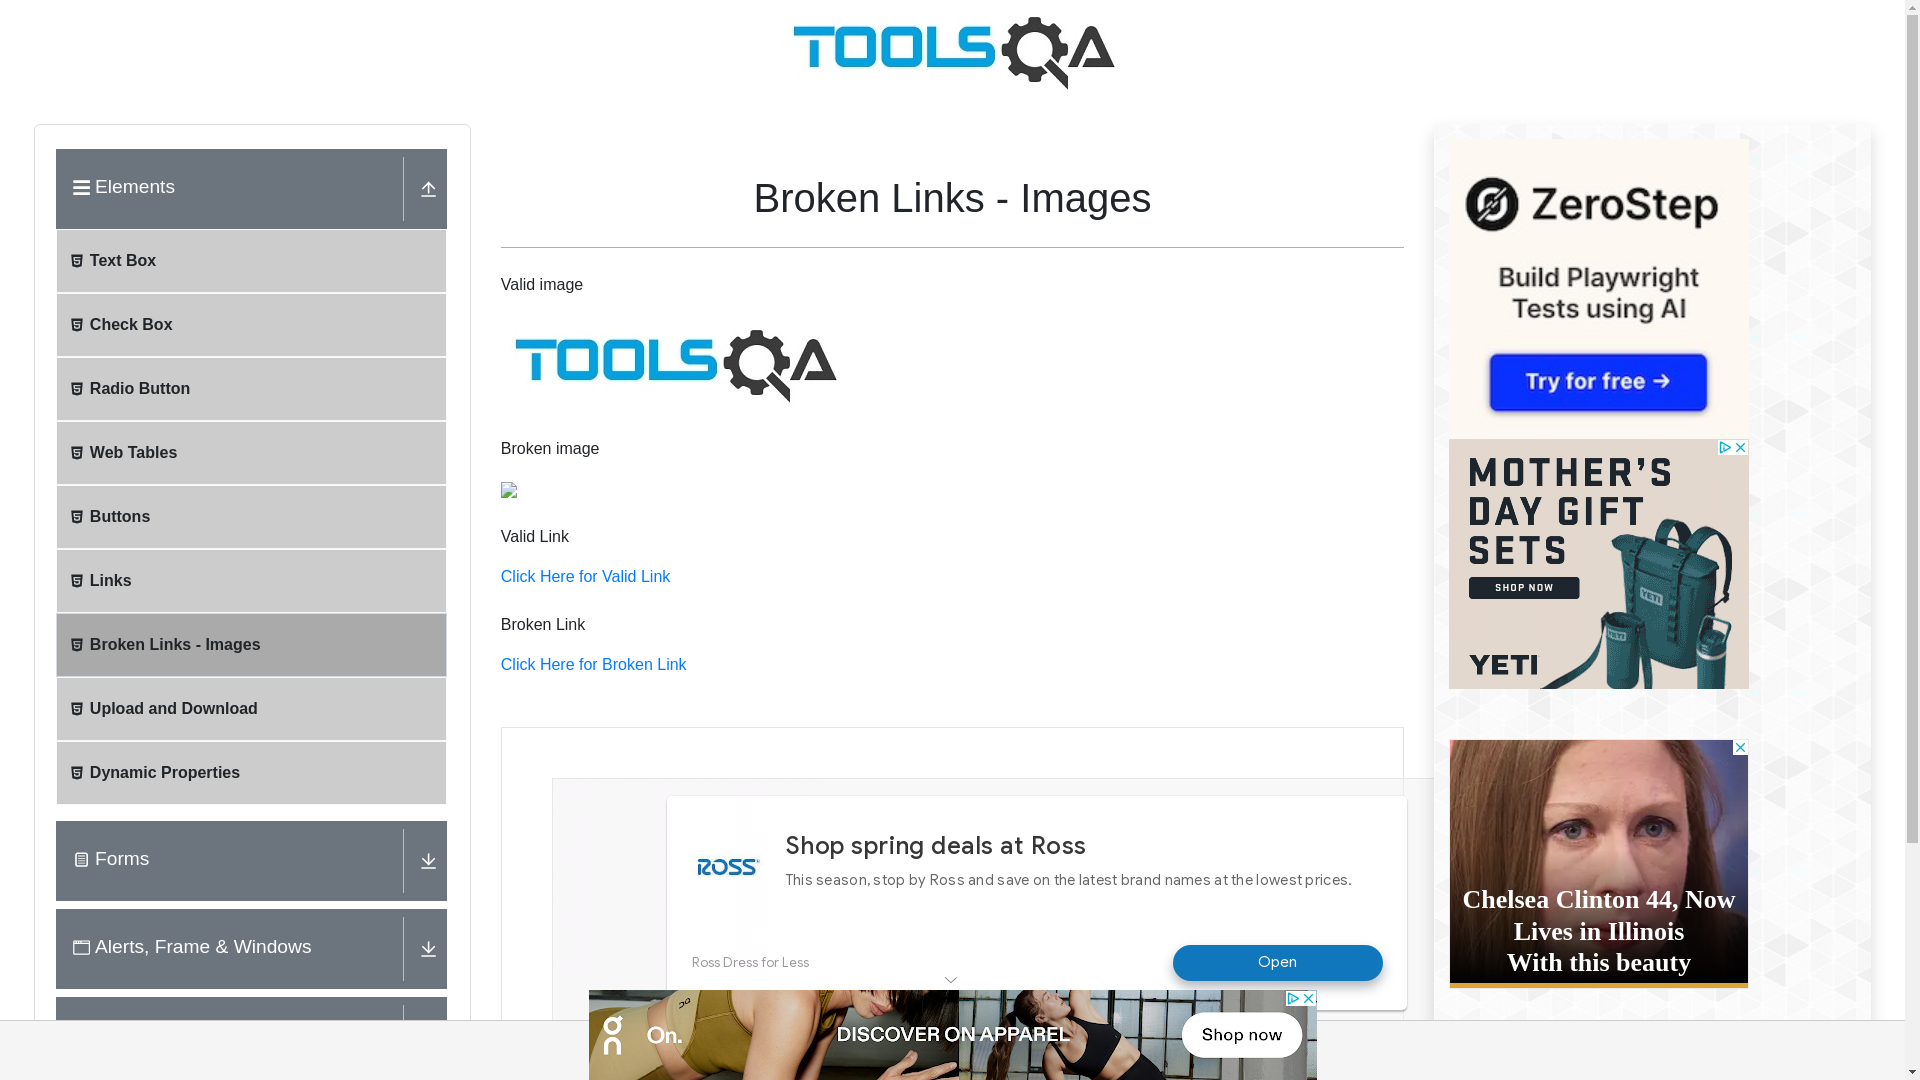 TOOLSQA
Elements
Text Box
Check Box
Radio Button
Web Tables
Buttons
Links
Broken Links - Images
Upload and Download
Dynamic Properties
Forms
Alerts, Frame & Windows
Broken Links - Images
Valid image
TOOLSQA
Broken image
Valid Link
Click Here for Valid Link
Broken Link
Click Here for Broken Link
ROSS
Shop spring deals at Ross
This season, stop by Ross and save on the latest brand names at the lowest prices.
Ross Dress for Less
Open
On.
DISCOVER ON APPAREL
Shop now
ZeroStep
Build Playwright
Tests using AI
Try for free →
MOTHER'S
DAY GIFT
SETS
SHOP NOW
YETI
YETI
YETI
Chelsea Clinton 44, Now
Lives in Illinois
With this beauty